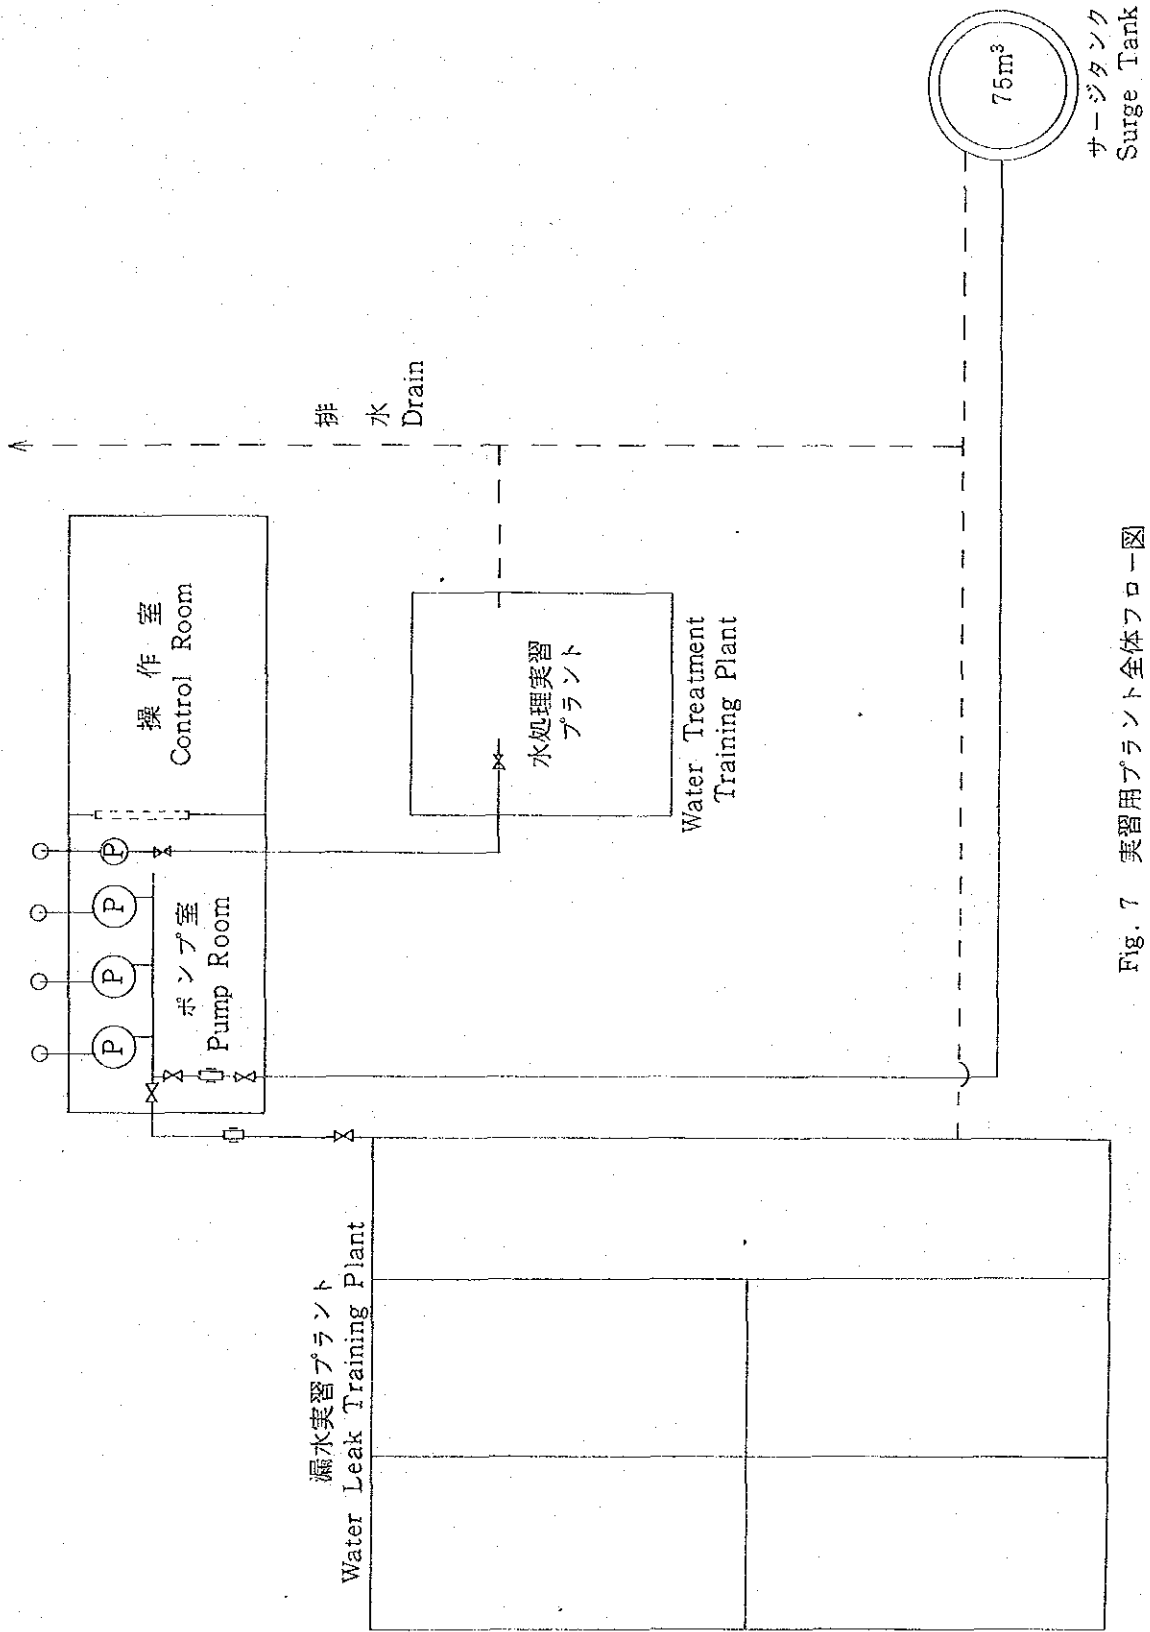 漏水実習プラント
Water Leak Training Plant
P
P
P
P
ポンプ室
Pump Room
操作室
Control Room
水処理実習
プラント
Water Treatment
Training Plant
排水
Drain
75m³
サージタンク
Surge Tank
Fig. 7 実習用プラント全体フロー図